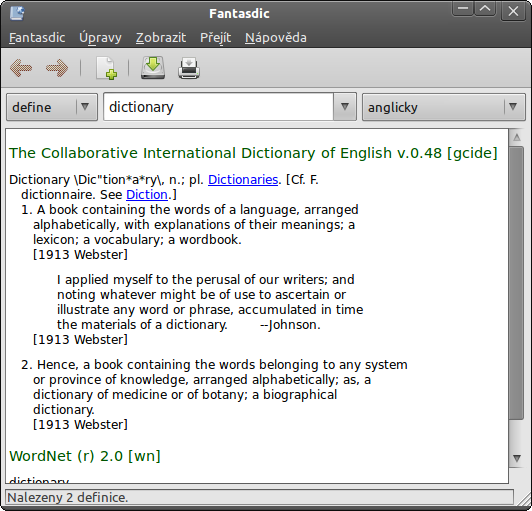 Fantasdic
Fantasdic Úpravy Zobrazit Přejít Nápověda
define dictionary anglicky
The Collaborative International Dictionary of English v.0.48 [gcide]
Dictionary \Dic"tion*a*ry\, n.; pl. Dictionaries. [Cf. F.
dictionnaire. See Diction.]
1. A book containing the words of a language, arranged
alphabetically, with explanations of their meanings; a
lexicon; a vocabulary; a wordbook.
[1913 Webster]
I applied myself to the perusal of our writers; and
noting whatever might be of use to ascertain or
illustrate any word or phrase, accumulated in time
the materials of a dictionary. --Johnson.
[1913 Webster]
2. Hence, a book containing the words belonging to any system
or province of knowledge, arranged alphabetically; as, a
dictionary of medicine or of botany; a biographical
dictionary.
[1913 Webster]
WordNet (r) 2.0 [wn]
dictionary
Nalezeny 2 definice.